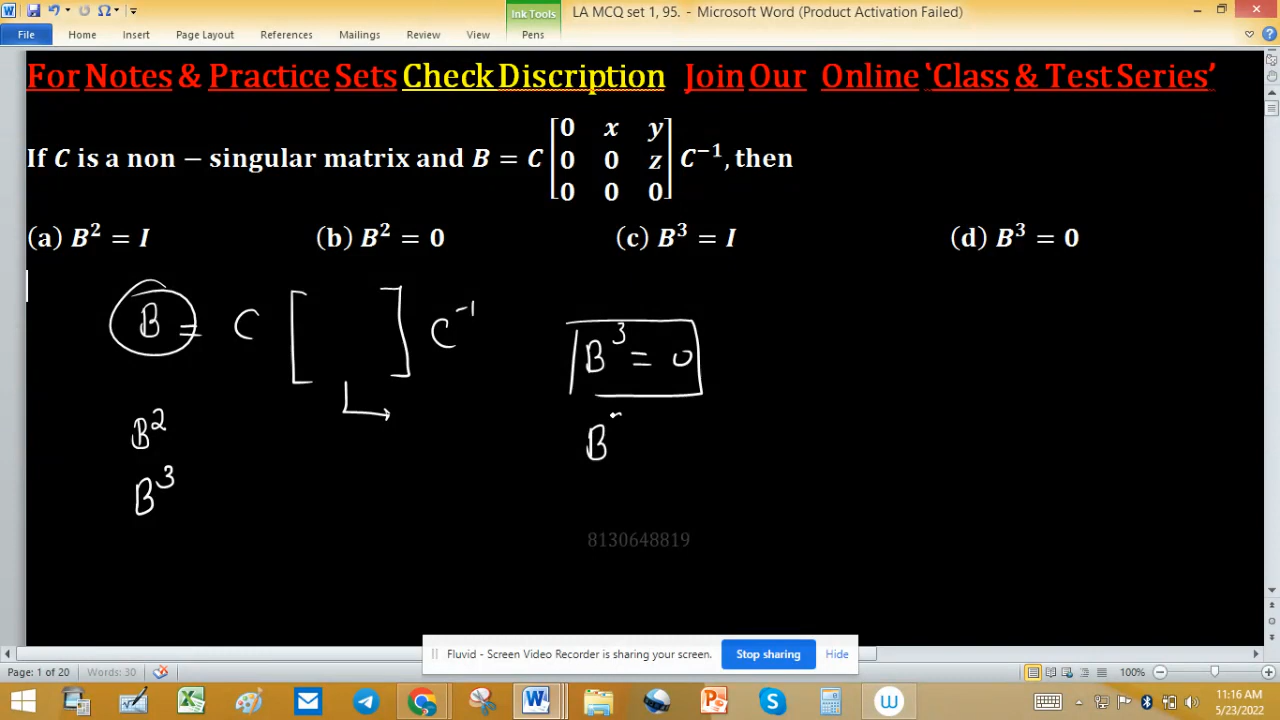 Ink Tools
LA MCQ set 1, 95. - Microsoft Word (Product Activation Failed)
File Home Insert Page Layout References Mailings Review View Pens
For Notes & Practice Sets Check Discription Join Our Online 'Class & Test Series'
If C is a non − singular matrix and B = C [0 x y; 0 0 z; 0 0 0] C⁻¹, then
(a) B² = I (b) B² = 0 (c) B³ = I (d) B³ = 0
B = C [ ] C⁻¹
B³ = 0
B²
B
B³
8130648819
Fluvid - Screen Video Recorder is sharing your screen. Stop sharing Hide
Page: 1 of 20 Words: 30 100%
11:16 AM
5/23/2022